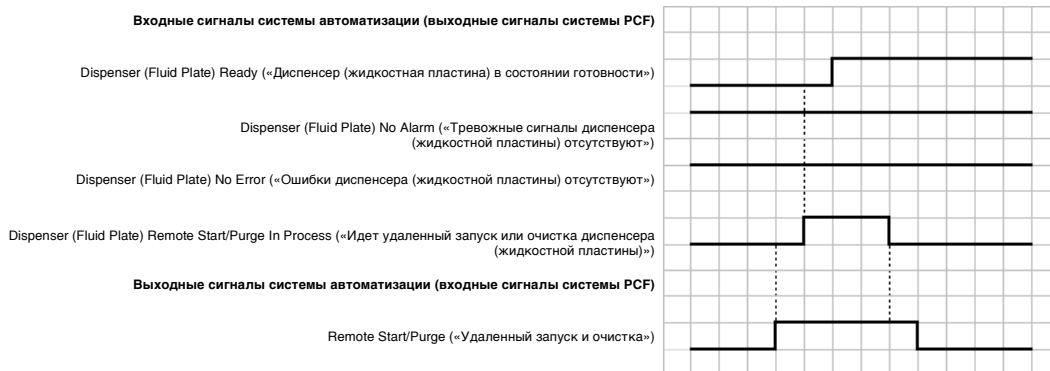 Входные сигналы системы автоматизации (выходные сигналы системы PCF)
Dispenser (Fluid Plate) Ready («Диспенсер (жидкостная пластина) в состоянии готовности»)
Dispenser (Fluid Plate) No Alarm («Тревожные сигналы диспенсера
(жидкостной пластины) отсутствуют»)
Dispenser (Fluid Plate) No Error («Ошибки диспенсера (жидкостной пластины) отсутствуют»)
Dispenser (Fluid Plate) Remote Start/Purge In Process («Идет удаленный запуск или очистка диспенсера
(жидкостной пластины)»)
Выходные сигналы системы автоматизации (входные сигналы системы PCF)
Remote Start/Purge («Удаленный запуск и очистка»)